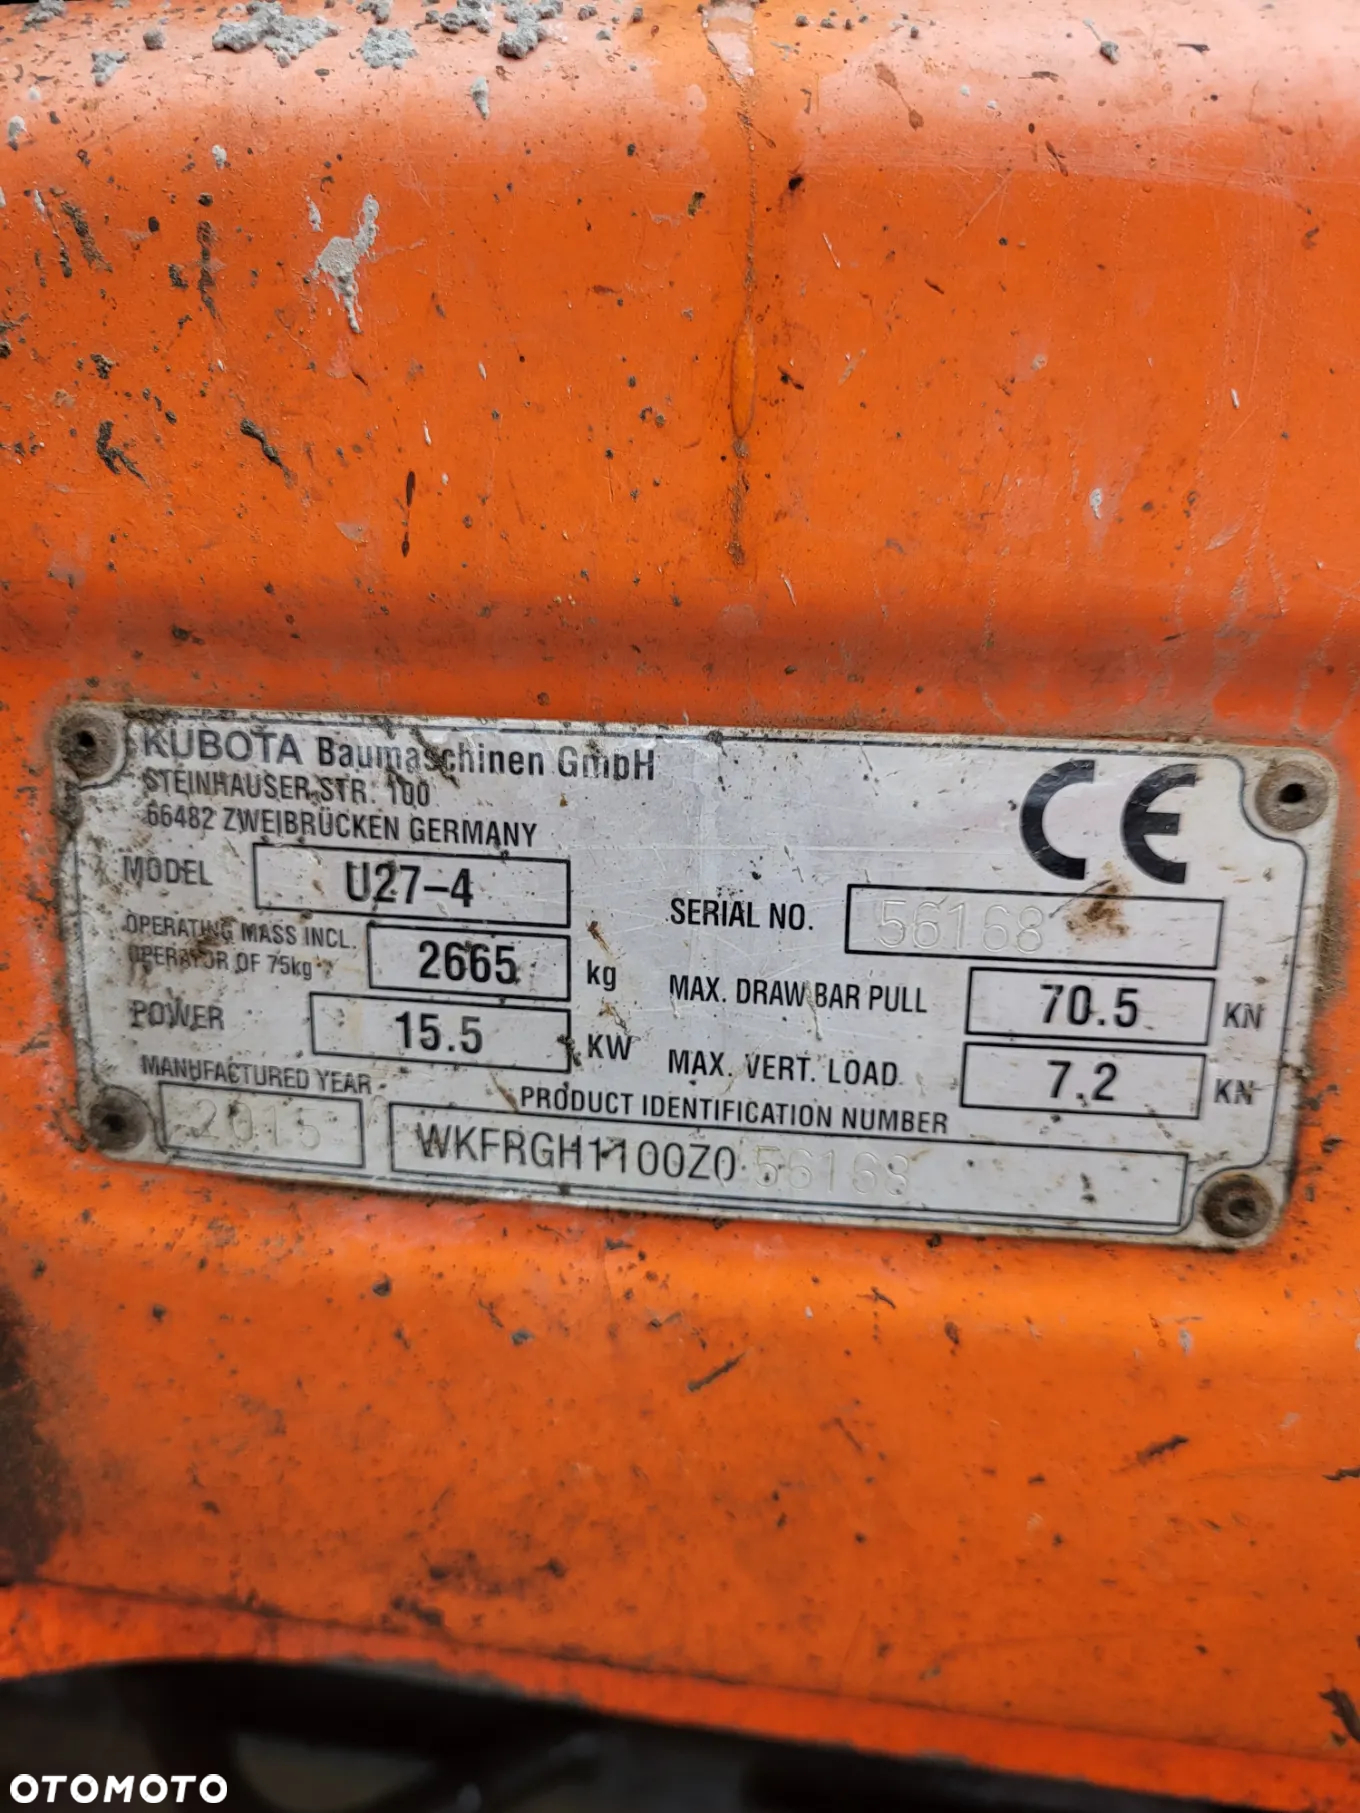 KUBOTA Baumaschinen GmbH
STEINHAUSER STR. 100
66482 ZWEIBRÜCKEN GERMANY
CE
MODEL U27-4
OPERATING MASS INCL.
OPERATOR OF 75kg 2665 kg
POWER 15.5 KW
MANUFACTURED YEAR
2015
SERIAL NO. 56168
MAX. DRAW BAR PULL 70.5 KN
MAX. VERT. LOAD 7.2 KN
PRODUCT IDENTIFICATION NUMBER
WKFRGH1100Z056168
OTOMOTO